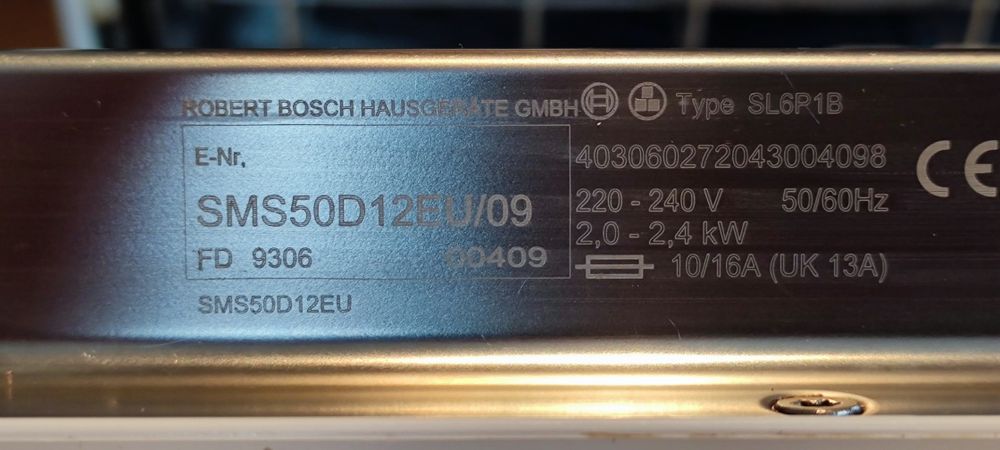 ROBERT BOSCH HAUSGERÄTE GMBH Type SL6P1B
E-Nr.
SMS50D12EU/09
FD 9306 00409
SMS50D12EU
403060272043004098
220 - 240 V 50/60Hz
2,0 - 2,4 kW
10/16A (UK 13A)
CE